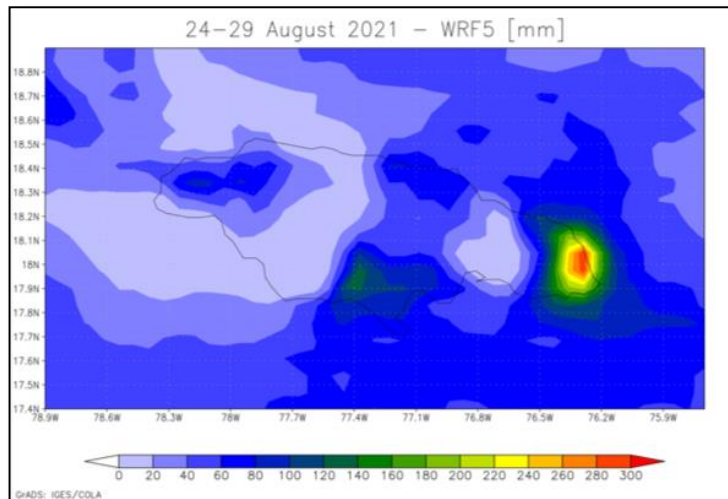 24-29 August 2021 - WRF5 [mm]
18.8N
18.7N
18.6N
18.5N
18.4N
18.3N
18.2N
18.1N
18N
17.9N
17.8N
17.7N
17.6N
17.5N
17.4N
78.9W 78.6W 78.3W 78W 77.7W 77.4W 77.1W 76.8W 76.5W 76.2W 75.9W
0 20 40 60 80 100 120 140 160 180 200 220 240 260 280 300
GrADS: IGES/COLA